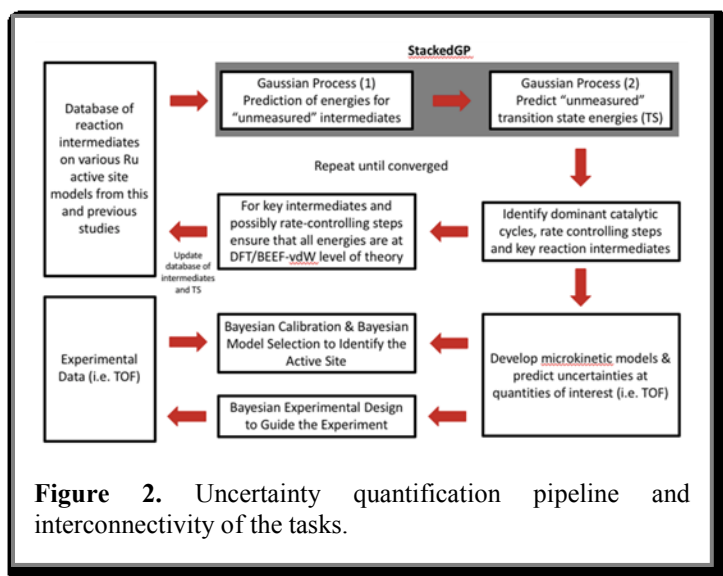 StackedGP
Database of
reaction
intermediates
on various Ru
active site
models from this
and previous
studies
Gaussian Process (1)
Prediction of energies for
"unmeasured" intermediates
Gaussian Process (2)
Predict "unmeasured"
transition state energies (TS)
Repeat until converged
For key intermediates and
possibly rate-controlling steps
ensure that all energies are at
DFT/BEEF-vdW level of theory
Identify dominant catalytic
cycles, rate controlling steps
and key reaction intermediates
Update
database of
intermediates
and TS
Experimental
Data (i.e. TOF)
Bayesian Calibration & Bayesian
Model Selection to Identify the
Active Site
Develop microkinetic models &
predict uncertainties at
quantities of interest (i.e. TOF)
Bayesian Experimental Design
to Guide the Experiment
Figure 2. Uncertainty quantification pipeline and
interconnectivity of the tasks.